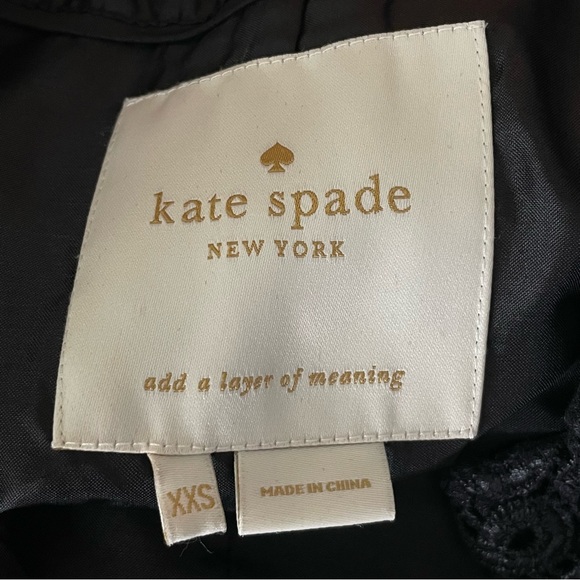 kate spade
NEW YORK
add a layer of meaning
XXS
MADE IN CHINA